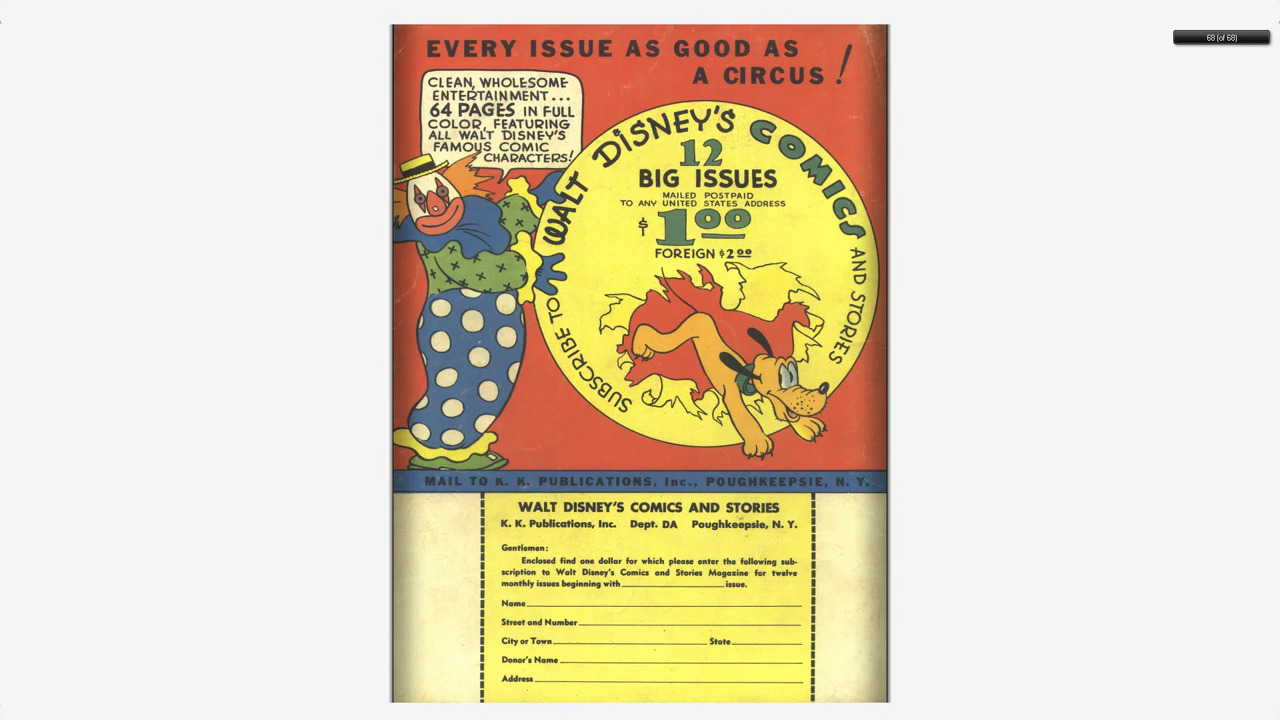 EVERY ISSUE AS GOOD AS
A CIRCUS!
68 (of 68)
CLEAN, WHOLESOME
ENTERTAINMENT...
64 PAGES IN FULL
COLOR, FEATURING
ALL WALT DISNEY'S
FAMOUS COMIC
CHARACTERS!
SUBSCRIBE TO WALT DISNEY'S COMICS AND STORIES
12
BIG ISSUES
MAILED POSTPAID
TO ANY UNITED STATES ADDRESS
$1.00
FOREIGN $2.00
MAIL TO K. K. PUBLICATIONS, Inc., POUGHKEEPSIE, N. Y.
WALT DISNEY'S COMICS AND STORIES
K. K. Publications, Inc. Dept. DA Poughkeepsie, N. Y.
Gentlemen:
Enclosed find one dollar for which please enter the following sub-
scription to Walt Disney's Comics and Stories Magazine for twelve
monthly issues beginning with issue.
Name
Street and Number
City or Town State
Donor's Name
Address